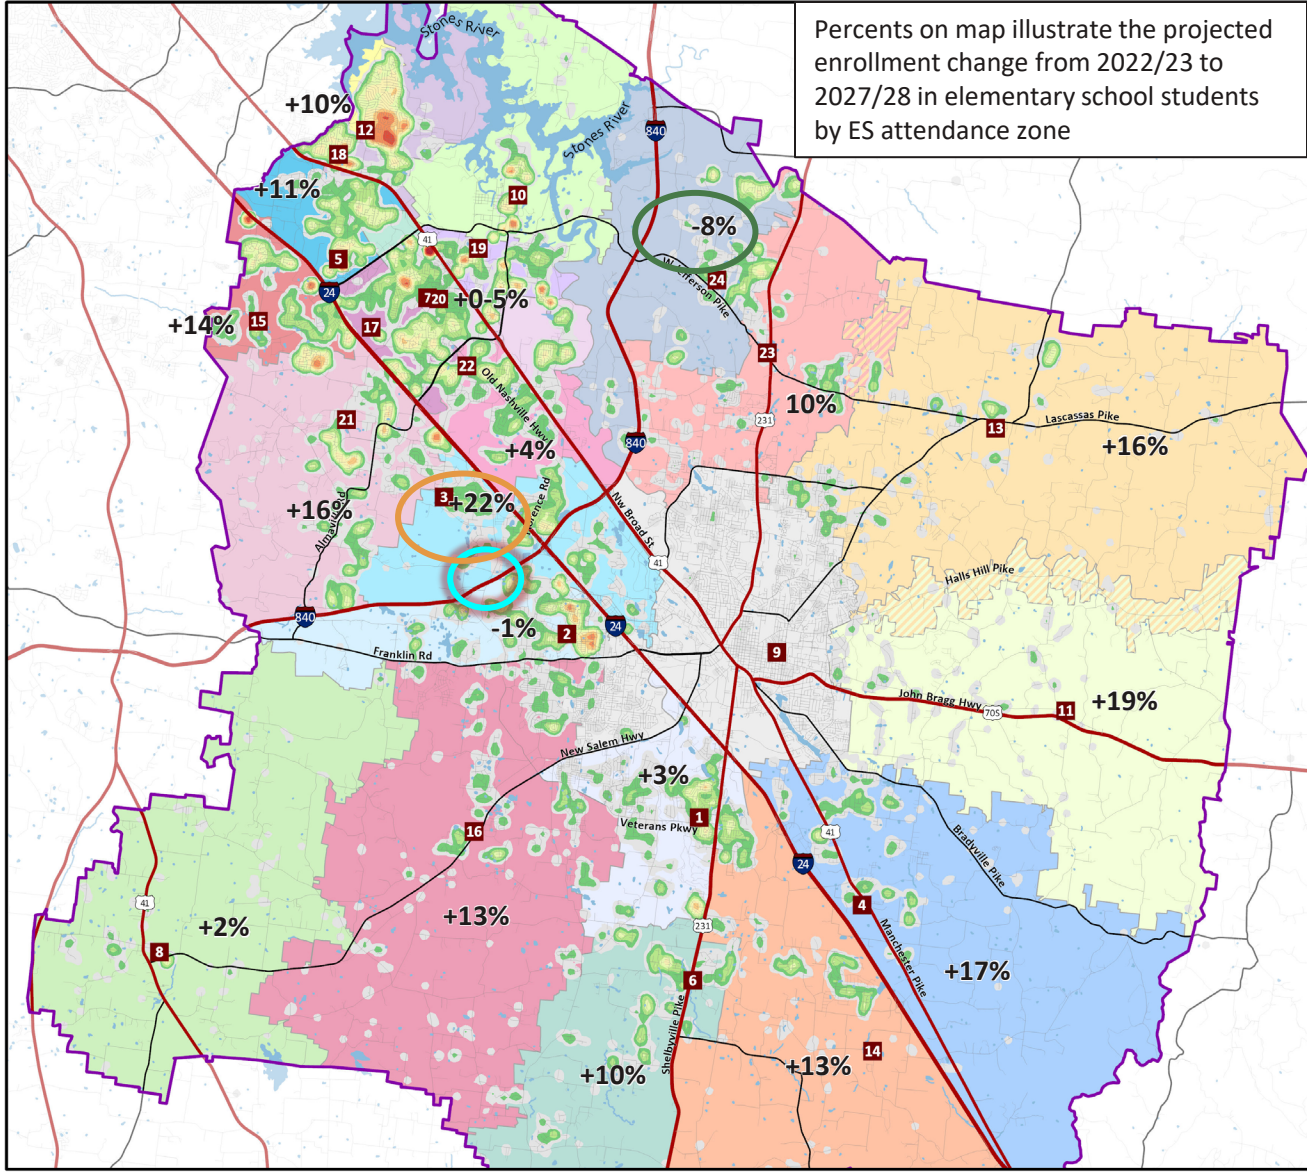 Percents on map illustrate the projected
enrollment change from 2022/23 to
2027/28 in elementary school students
by ES attendance zone
Stones River
+10%
12
840
18
Stones River
+11%
10
-8%
41
19
5
24
W Jefferson Pike
24
720
+0-5%
+14%
15
17
23
22
Old Nashville Hwy
10%
21
231
Lascassas Pike
13
840
+4%
+16%
3
+22%
+16%
Nw Broad St
41
Halls Hill Pike
840
-1%
2
24
Franklin Rd
9
John Bragg Hwy
70S
11
+19%
New Salem Hwy
+3%
1
Veterans Pkwy
16
41
Bradyville Pike
24
41
4
+13%
+2%
231
8
Manchester Pike
+17%
6
Shelbyville Pike
14
+10%
+13%